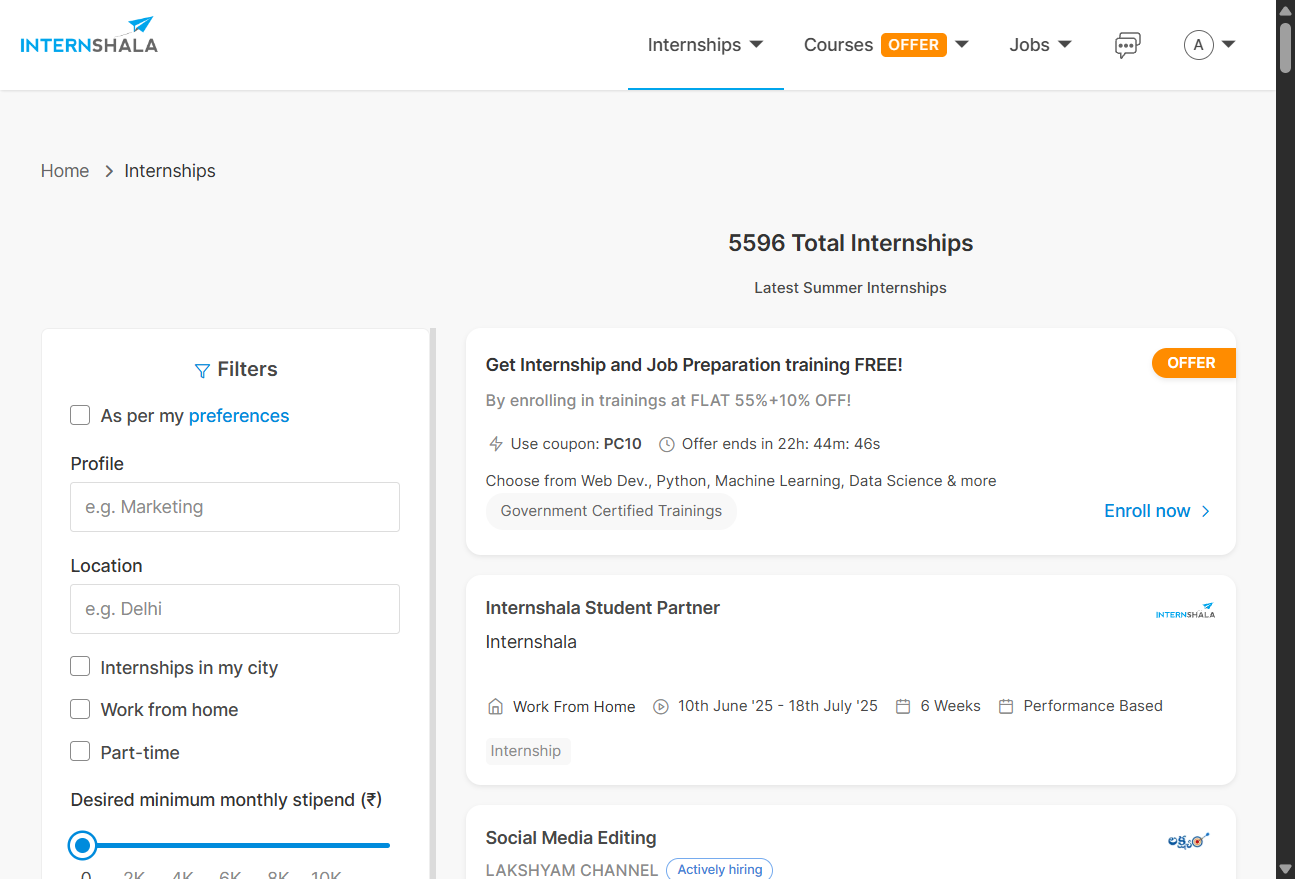 INTERNSHALA
Internships
Courses OFFER
Jobs
A
Home > Internships
5596 Total Internships
Latest Summer Internships
Filters
As per my preferences
Profile
e.g. Marketing
Location
e.g. Delhi
Internships in my city
Work from home
Part-time
Desired minimum monthly stipend (₹)
0 2K 4K 6K 8K 10K
Get Internship and Job Preparation training FREE!
OFFER
By enrolling in trainings at FLAT 55%+10% OFF!
Use coupon: PC10 Offer ends in 22h: 44m: 46s
Choose from Web Dev., Python, Machine Learning, Data Science & more
Government Certified Trainings
Enroll now
Internshala Student Partner
INTERNSHALA
Internshala
Work From Home 10th June '25 - 18th July '25 6 Weeks Performance Based
Internship
Social Media Editing
లక్ష్యం
LAKSHYAM CHANNEL Actively hiring